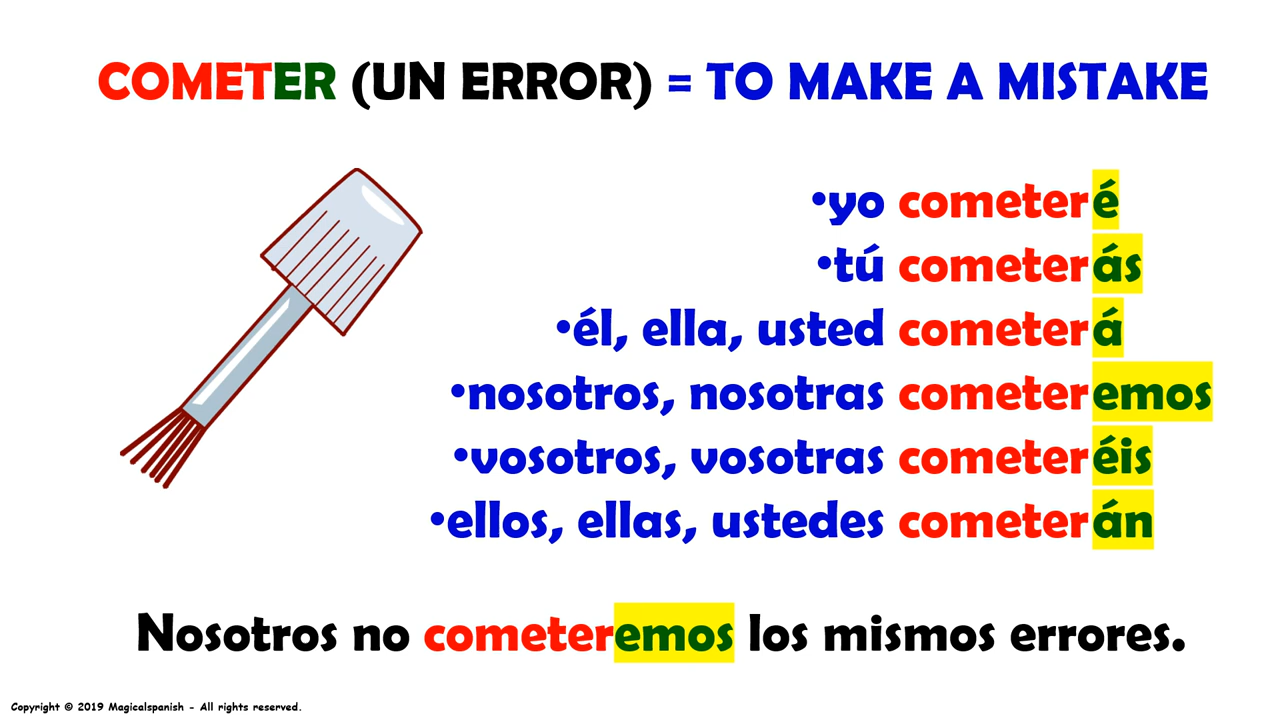 COMETER (UN ERROR) = TO MAKE A MISTAKE
•yo cometeré
•tú cometerás
•él, ella, usted cometerá
•nosotros, nosotras cometeremos
•vosotros, vosotras cometeréis
•ellos, ellas, ustedes cometerán
Nosotros no cometeremos los mismos errores.
Copyright © 2019 Magicalspanish - All rights reserved.